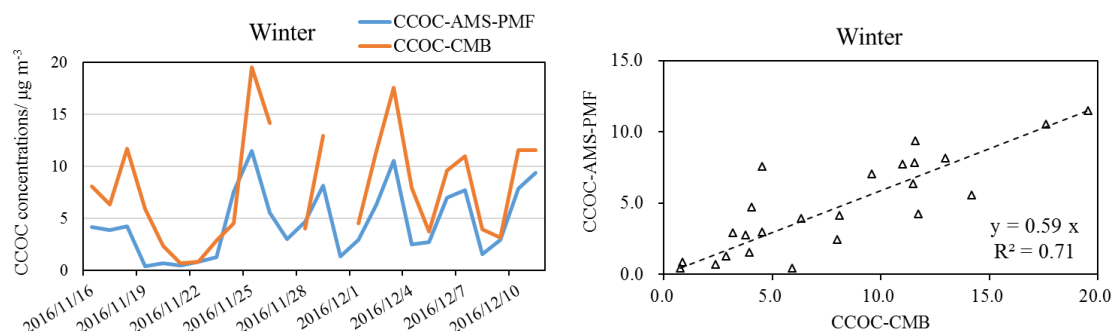 Winter
CCOC-AMS-PMF
CCOC-CMB
CCOC concentrations/ μg m-3
20
15
10
5
0
2016/11/16
2016/11/19
2016/11/22
2016/11/25
2016/11/28
2016/12/1
2016/12/4
2016/12/7
2016/12/10
Winter
CCOC-AMS-PMF
15.0
10.0
5.0
0.0
y = 0.59 x
R² = 0.71
0.0
5.0
10.0
15.0
20.0
CCOC-CMB